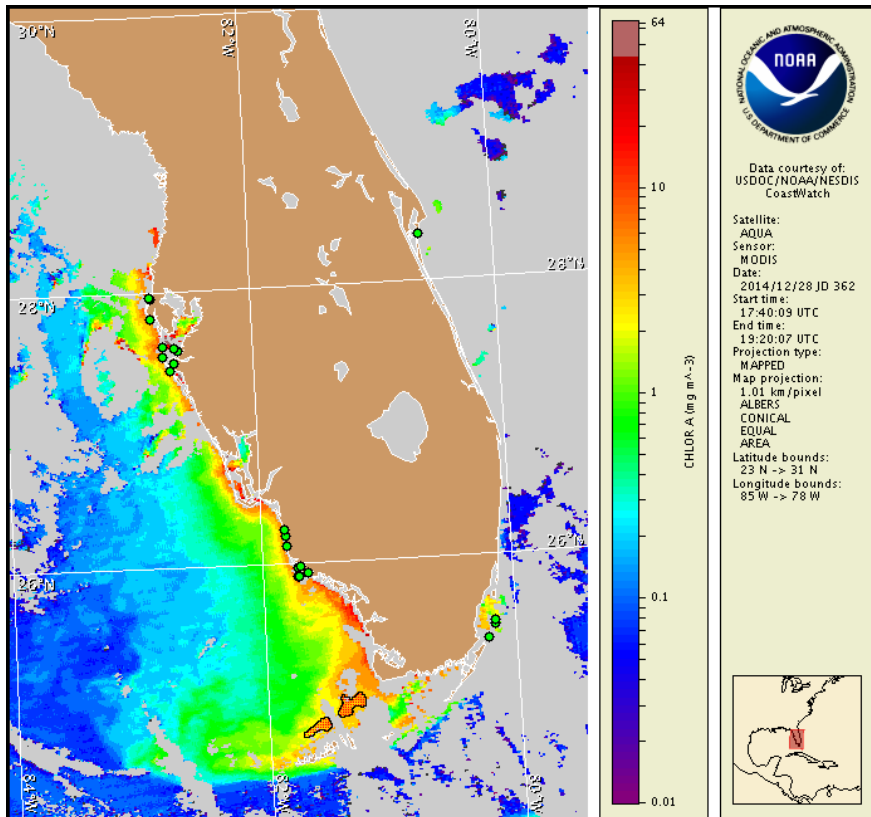 30°N
82°W
80°W
28°N
28°N
26°N
26°N
84°W
82°W
80°W
64
10
1
0.1
0.01
CHLOR A (mg m^-3)
NATIONAL OCEANIC AND ATMOSPHERIC ADMINISTRATION
NOAA
U.S. DEPARTMENT OF COMMERCE
Data courtesy of:
USDOC/NOAA/NESDIS
CoastWatch
Satellite:
AQUA
Sensor:
MODIS
Date:
2014/12/28 JD 362
Start time:
17:40:09 UTC
End time:
19:20:07 UTC
Projection type:
MAPPED
Map projection:
1.01 km/pixel
ALBERS
CONICAL
EQUAL
AREA
Latitude bounds:
23 N -> 31 N
Longitude bounds:
85 W -> 78 W